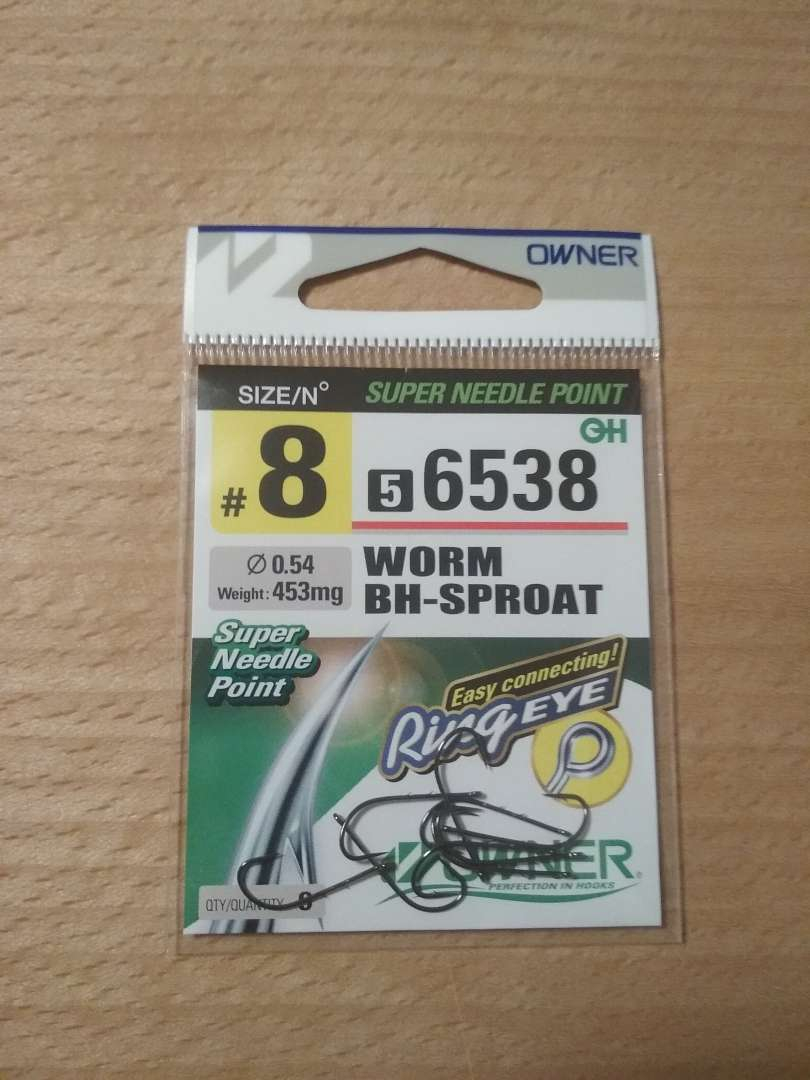 OWNER
SIZE/N°
SUPER NEEDLE POINT
OH
#8
5 6538
Ø 0.54
Weight: 453mg
WORM
BH-SPROAT
Super
Needle
Point
Easy connecting!
Ring EYE
OWNER
PERFECTION IN HOOKS
QTY/QUANTITY